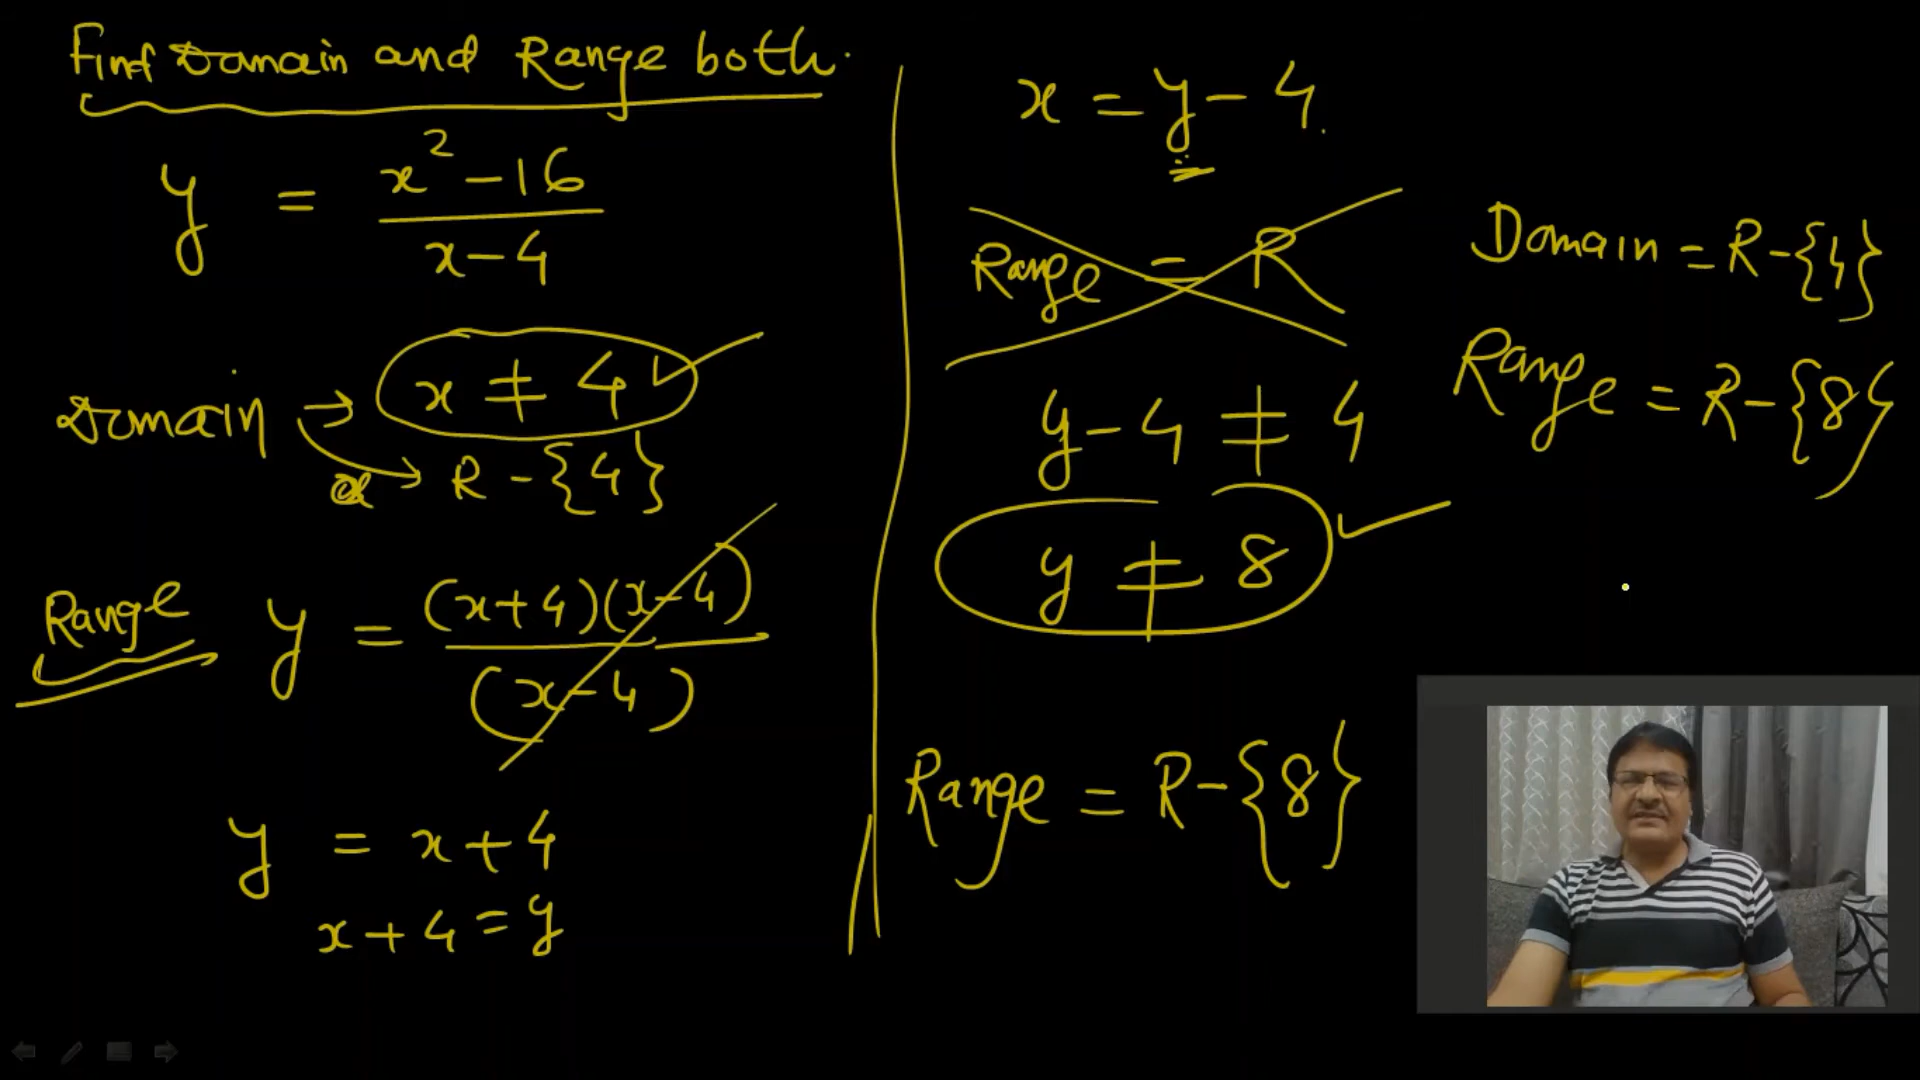 Find Domain and Range both.
y = x² - 16 / x - 4
Domain → x ≠ 4
→ R - {4}
Range y = (x + 4)(x - 4) / (x - 4)
y = x + 4
x + 4 = y
x = y - 4.
Range = R
y - 4 ≠ 4
y ≠ 8
Range = R - {8}
Domain = R - {4}
Range = R - {8}